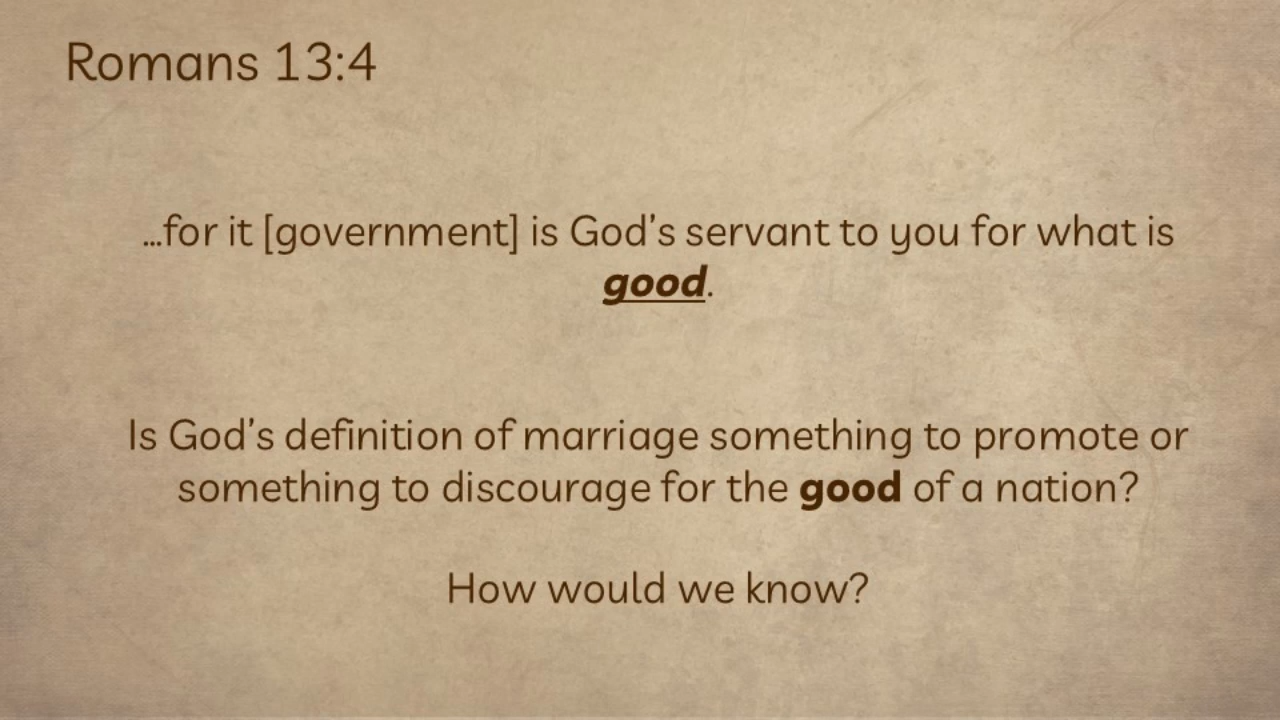 Romans 13:4
…for it [government] is God’s servant to you for what is
good.
Is God’s definition of marriage something to promote or
something to discourage for the good of a nation?
How would we know?